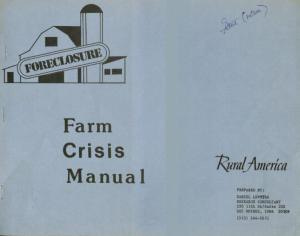 FORECLOSURE
Farm
Crisis
Manual
Rural America
PREPARED BY:
DANIEL LEVITAS
RESEARCH CONSULTANT